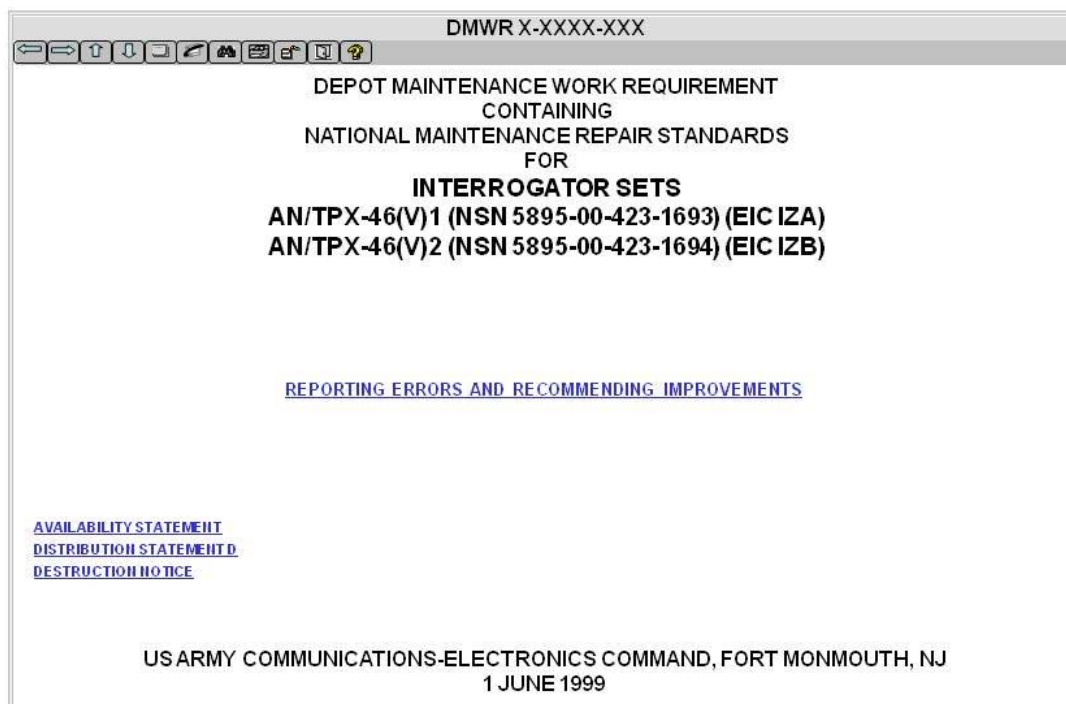 DMWR X-XXXX-XXX
DEPOT MAINTENANCE WORK REQUIREMENT
CONTAINING
NATIONAL MAINTENANCE REPAIR STANDARDS
FOR
INTERROGATOR SETS
AN/TPX-46(V)1 (NSN 5895-00-423-1693) (EIC IZA)
AN/TPX-46(V)2 (NSN 5895-00-423-1694) (EIC IZB)
REPORTING ERRORS AND RECOMMENDING IMPROVEMENTS
AVAILABILITY STATEMENT
DISTRIBUTION STATEMENT D
DESTRUCTION NOTICE
US ARMY COMMUNICATIONS-ELECTRONICS COMMAND, FORT MONMOUTH, NJ
1 JUNE 1999